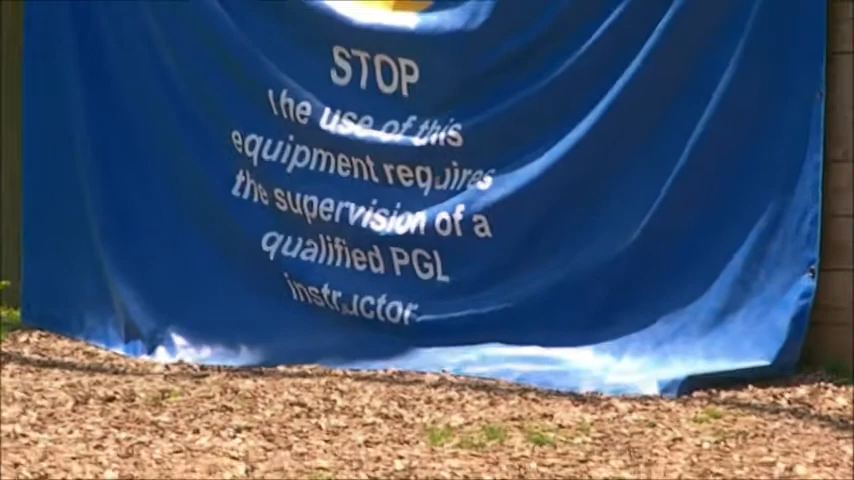 STOP
The use of this
equipment requires
the supervision of a
qualified PGL
instructor